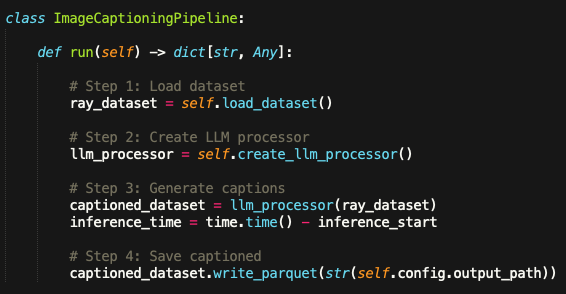 class ImageCaptioningPipeline:
def run(self) -> dict[str, Any]:
# Step 1: Load dataset
ray_dataset = self.load_dataset()
# Step 2: Create LLM processor
llm_processor = self.create_llm_processor()
# Step 3: Generate captions
captioned_dataset = llm_processor(ray_dataset)
inference_time = time.time() - inference_start
# Step 4: Save captioned
captioned_dataset.write_parquet(str(self.config.output_path))